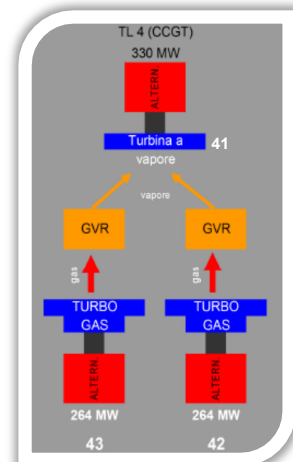 TL 4 (CCGT)
330 MW
ALTERN.
Turbina a
41
vapore
vapore
GVR
GVR
gas
gas
TURBO
GAS
TURBO
GAS
ALTERN.
ALTERN.
264 MW
264 MW
43
42